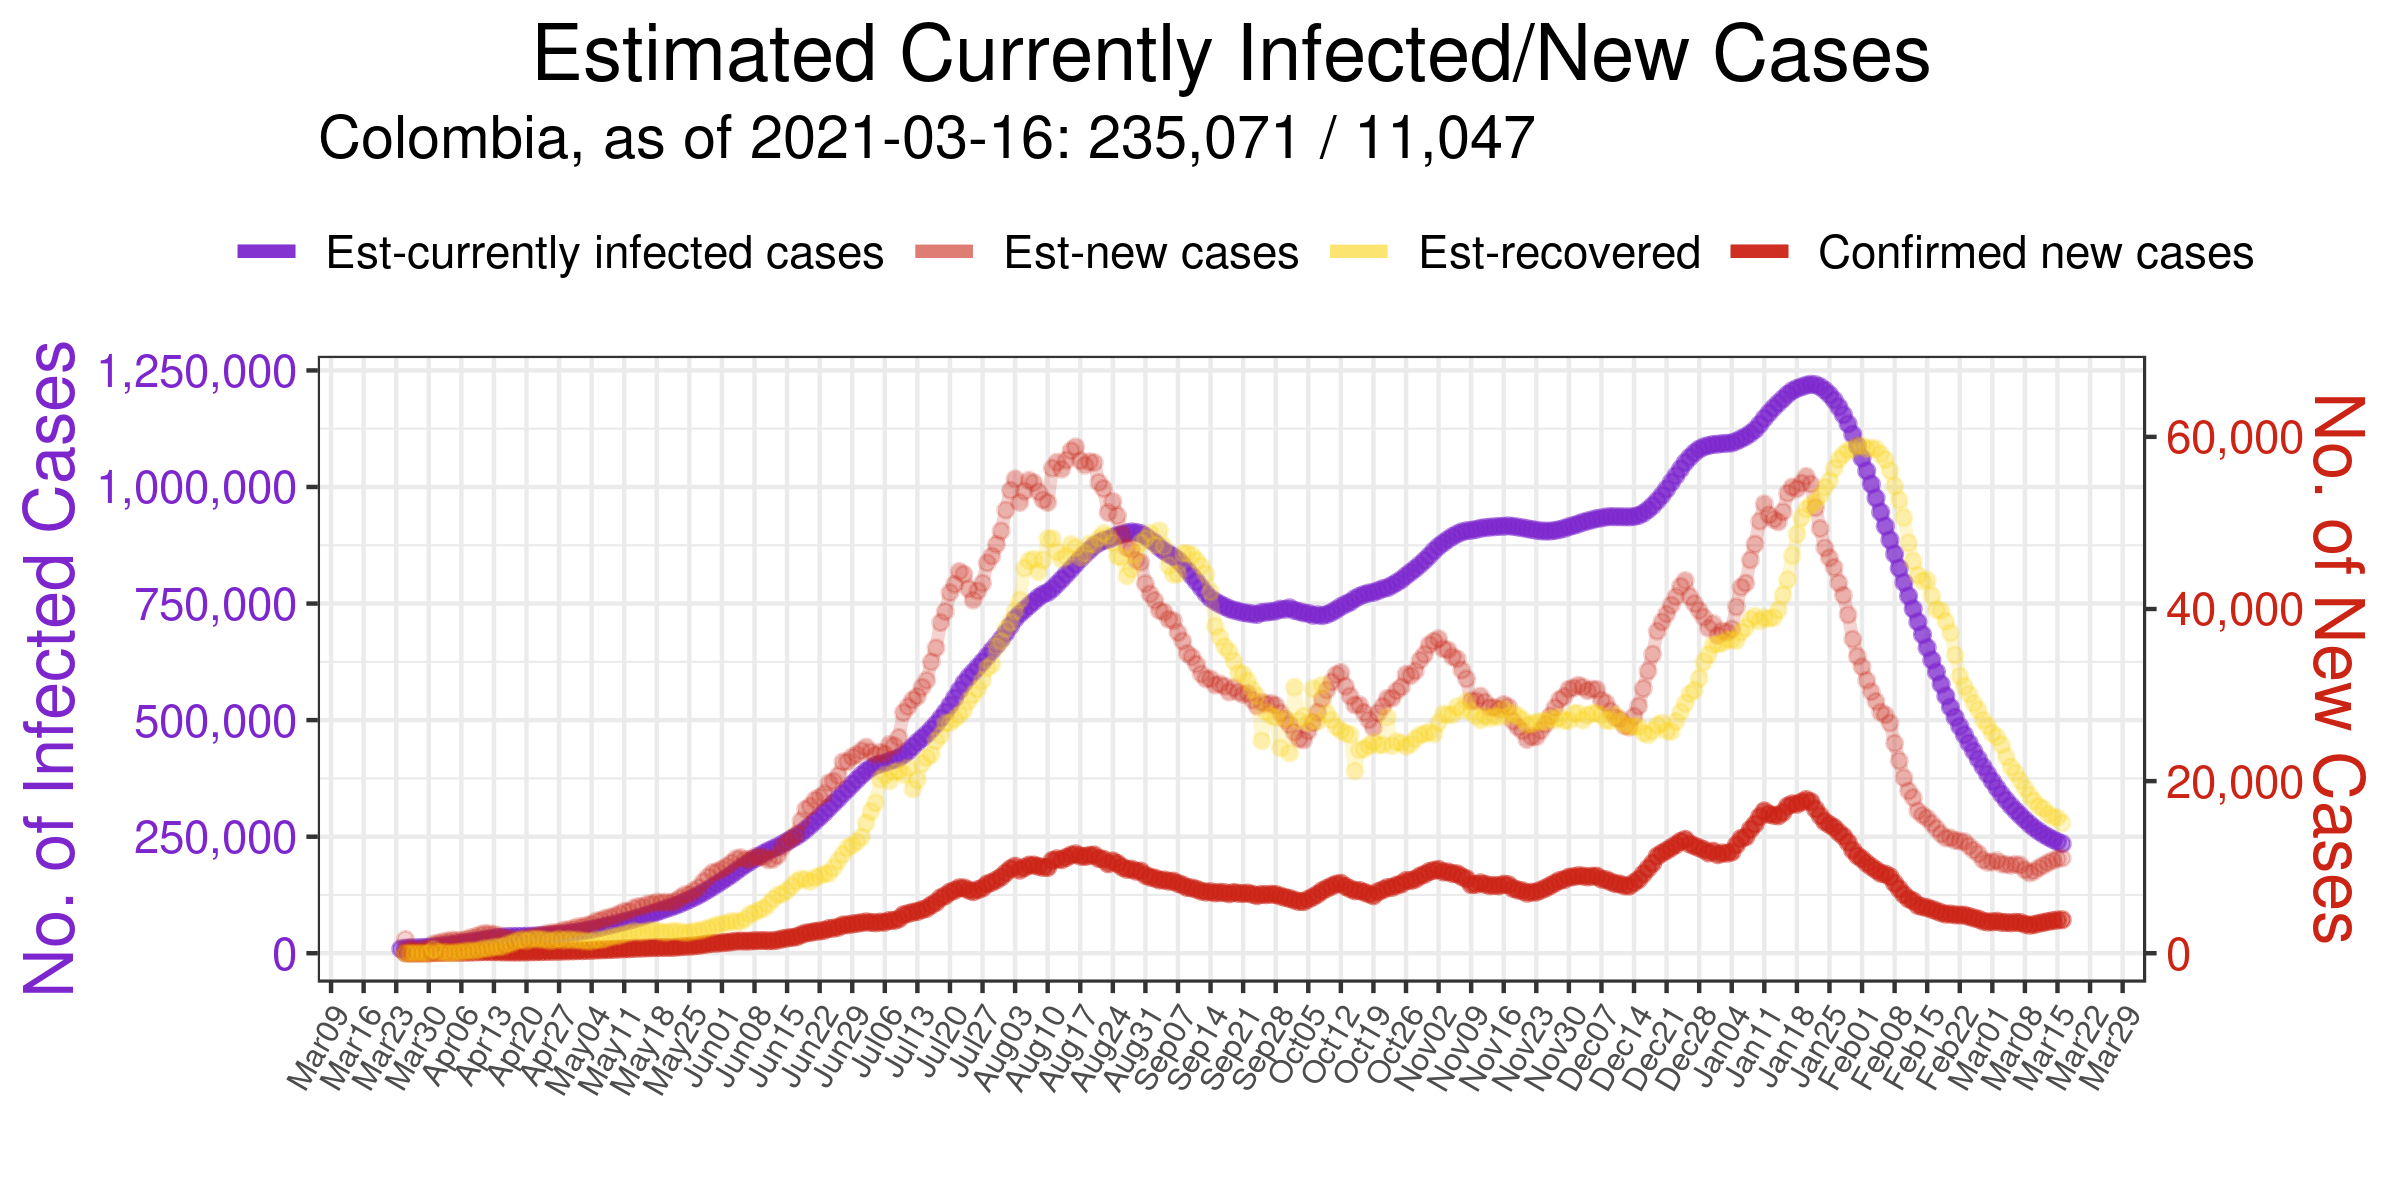 Estimated Currently Infected/New Cases
Colombia, as of 2021-03-16: 235,071 / 11,047
Est-currently infected cases Est-new cases Est-recovered Confirmed new cases
No. of Infected Cases
1,250,000
1,000,000
750,000
500,000
250,000
0
60,000
40,000
20,000
0
No. of New Cases
Mar09
Mar16
Mar23
Mar30
Apr06
Apr13
Apr20
Apr27
May04
May11
May18
May25
Jun01
Jun08
Jun15
Jun22
Jun29
Jul06
Jul13
Jul20
Jul27
Aug03
Aug10
Aug17
Aug24
Aug31
Sep07
Sep14
Sep21
Sep28
Oct05
Oct12
Oct19
Oct26
Nov02
Nov09
Nov16
Nov23
Nov30
Dec07
Dec14
Dec21
Dec28
Jan04
Jan11
Jan18
Jan25
Feb01
Feb08
Feb15
Feb22
Mar01
Mar08
Mar15
Mar22
Mar29